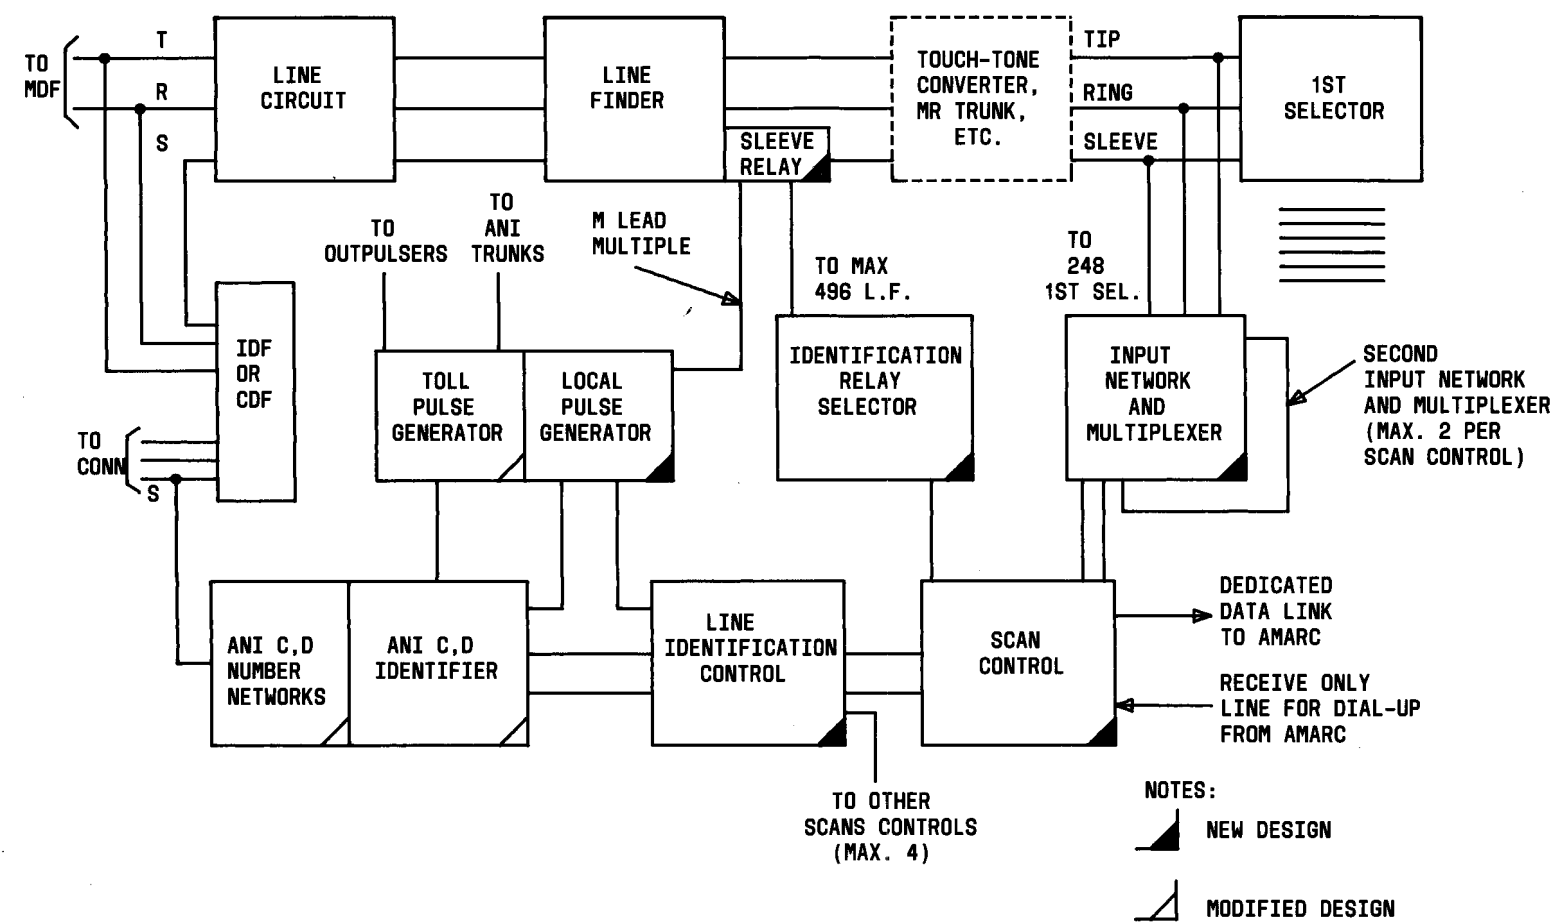 TO
MDF
T
R
S
LINE
CIRCUIT
LINE
FINDER
SLEEVE
RELAY
TOUCH-TONE
CONVERTER,
MR TRUNK,
ETC.
TIP
RING
SLEEVE
1ST
SELECTOR
TO
OUTPULSERS
TO
ANI
TRUNKS
M LEAD
MULTIPLE
TO MAX
496 L.F.
TO
248
1ST SEL.
IDF
OR
CDF
TO
CONN
S
TOLL
PULSE
GENERATOR
LOCAL
PULSE
GENERATOR
IDENTIFICATION
RELAY
SELECTOR
INPUT
NETWORK
AND
MULTIPLEXER
SECOND
INPUT NETWORK
AND MULTIPLEXER
(MAX. 2 PER
SCAN CONTROL)
ANI C,D
NUMBER
NETWORKS
ANI C,D
IDENTIFIER
LINE
IDENTIFICATION
CONTROL
SCAN
CONTROL
DEDICATED
DATA LINK
TO AMARC
RECEIVE ONLY
LINE FOR DIAL-UP
FROM AMARC
TO OTHER
SCANS CONTROLS
(MAX. 4)
NOTES:
NEW DESIGN
MODIFIED DESIGN